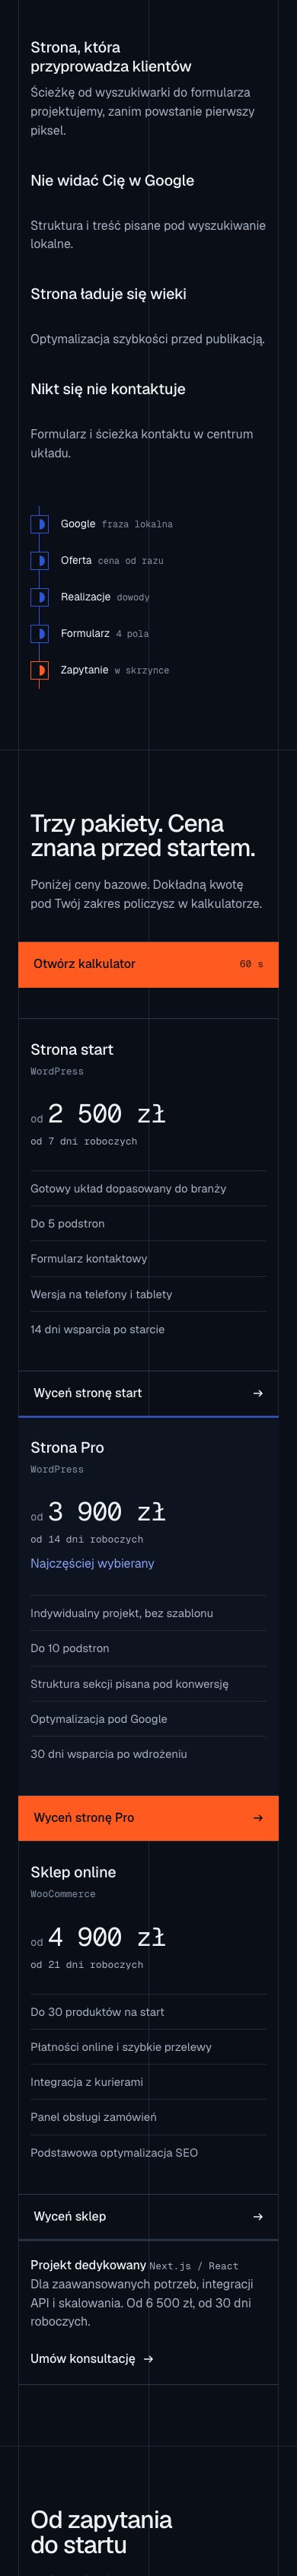 Strona, która
przyprowadza klientów
Ścieżkę od wyszukiwarki do formularza
projektujemy, zanim powstanie pierwszy
piksel.
Nie widać Cię w Google
Struktura i treść pisane pod wyszukiwanie
lokalne.
Strona ładuje się wieki
Optymalizacja szybkości przed publikacją.
Nikt się nie kontaktuje
Formularz i ścieżka kontaktu w centrum
układu.
Google fraza lokalna
Oferta cena od razu
Realizacje dowody
Formularz 4 pola
Zapytanie w skrzynce
Trzy pakiety. Cena
znana przed startem.
Poniżej ceny bazowe. Dokładną kwotę
pod Twój zakres policzysz w kalkulatorze.
Otwórz kalkulator 60 s
Strona start
WordPress
od 2 500 zł
od 7 dni roboczych
Gotowy układ dopasowany do branży
Do 5 podstron
Formularz kontaktowy
Wersja na telefony i tablety
14 dni wsparcia po starcie
Wyceń stronę start →
Strona Pro
WordPress
od 3 900 zł
od 14 dni roboczych
Najczęściej wybierany
Indywidualny projekt, bez szablonu
Do 10 podstron
Struktura sekcji pisana pod konwersję
Optymalizacja pod Google
30 dni wsparcia po wdrożeniu
Wyceń stronę Pro →
Sklep online
WooCommerce
od 4 900 zł
od 21 dni roboczych
Do 30 produktów na start
Płatności online i szybkie przelewy
Integracja z kurierami
Panel obsługi zamówień
Podstawowa optymalizacja SEO
Wyceń sklep →
Projekt dedykowany Next.js / React
Dla zaawansowanych potrzeb, integracji
API i skalowania. Od 6 500 zł, od 30 dni
roboczych.
Umów konsultację →
Od zapytania
do startu